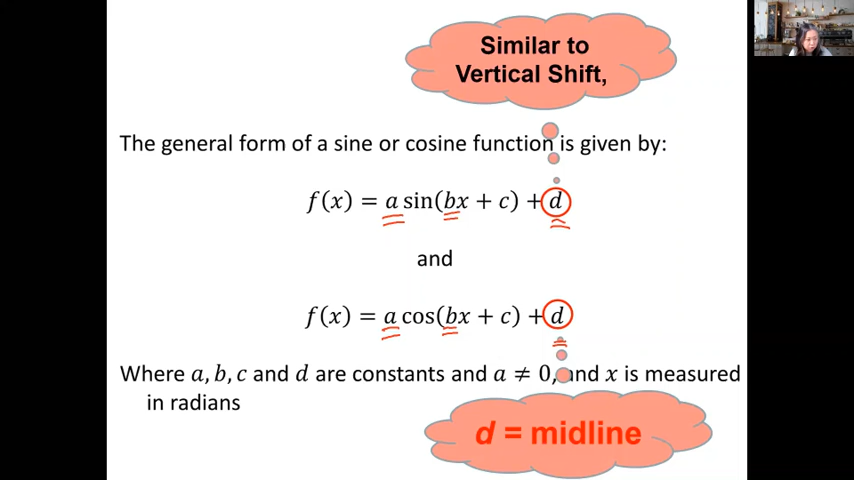 Similar to
Vertical Shift,
The general form of a sine or cosine function is given by:
f(x) = a sin(bx + c) + d
and
f(x) = a cos(bx + c) + d
Where a, b, c and d are constants and a ≠ 0, and x is measured
in radians
d = midline